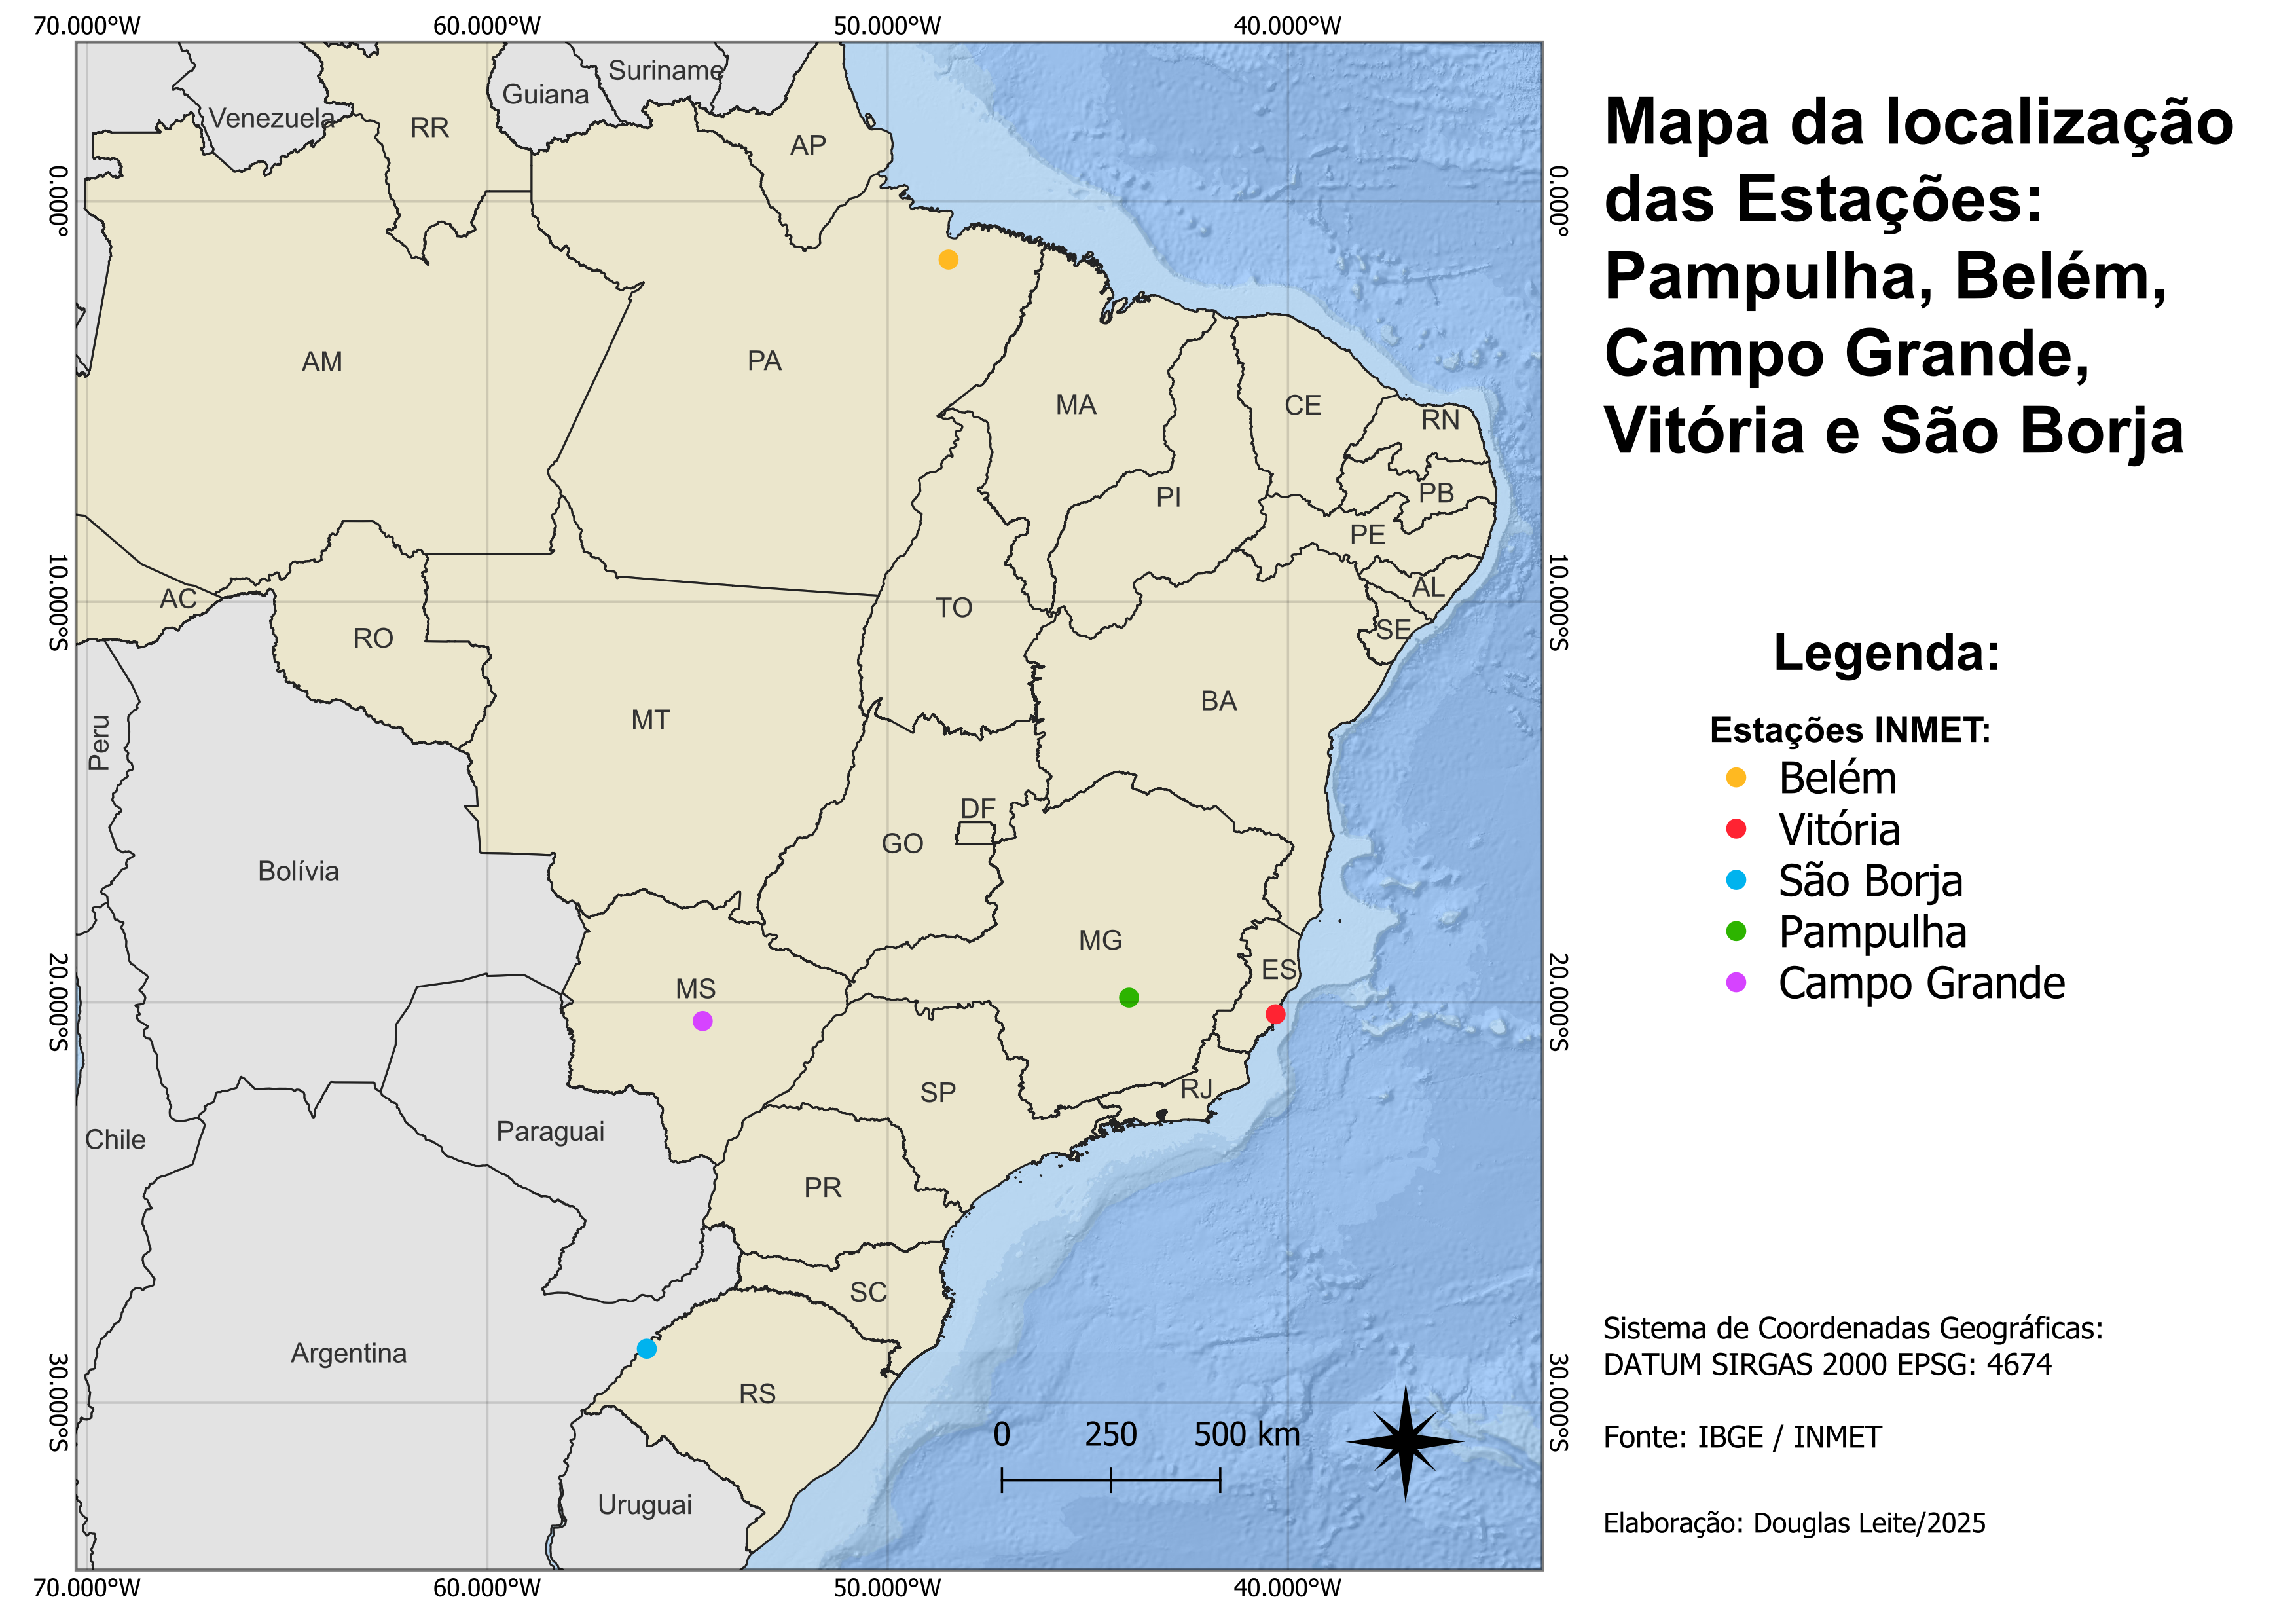 70.000°W
60.000°W
50.000°W
40.000°W
Mapa da localização
das Estações:
Pampulha, Belém,
Campo Grande,
Vitória e São Borja
Suriname
Guiana
Venezuela
RR
AP
0.000°
0.000°
AM
PA
MA
CE
RN
PI
PB
PE
10.000°S
10.000°S
AL
AC
TO
SE
RO
BA
MT
Peru
DF
GO
Bolívia
MG
ES
MS
20.000°S
20.000°S
RJ
SP
Paraguai
Chile
PR
SC
Argentina
RS
30.000°S
30.000°S
Uruguai
0 250 500 km
70.000°W
60.000°W
50.000°W
40.000°W
Legenda:
Estações INMET:
Belém
Vitória
São Borja
Pampulha
Campo Grande
Sistema de Coordenadas Geográficas:
DATUM SIRGAS 2000 EPSG: 4674
Fonte: IBGE / INMET
Elaboração: Douglas Leite/2025